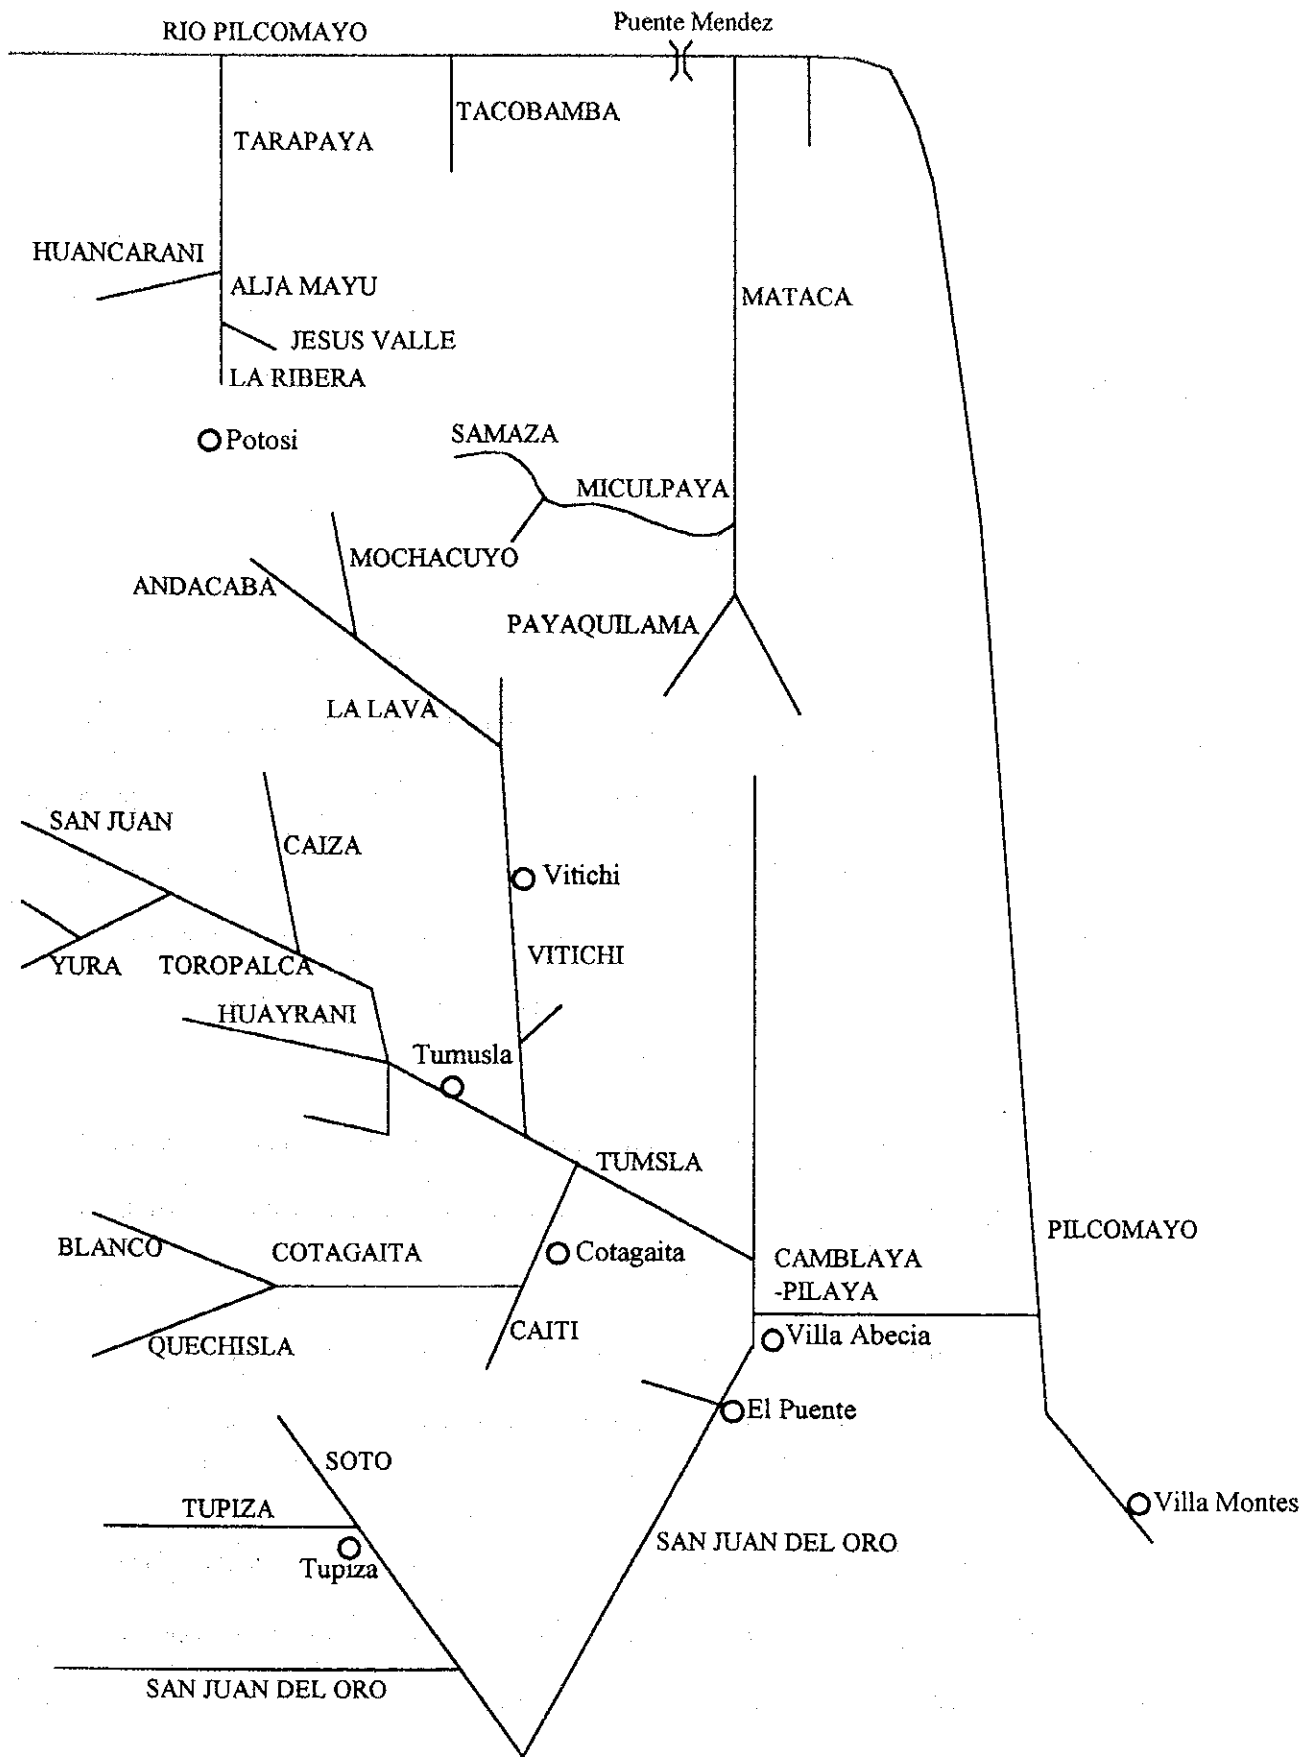 Puente Mendez
RIO PILCOMAYO
TACOBAMBA
TARAPAYA
HUANCARANI
ALJA MAYU
MATACA
JESUS VALLE
LA RIBERA
Potosi
SAMAZA
MICULPAYA
MOCHACUYO
ANDACABA
PAYAQUILAMA
LA LAVA
SAN JUAN
CAIZA
Vitichi
VITICHI
YURA
TOROPALCA
HUAYRANI
Tumusla
TUMSLA
PILCOMAYO
BLANCO
COTAGAITA
Cotagaita
CAMBLAYA
-PILAYA
QUECHISLA
CAITI
Villa Abecia
El Puente
SOTO
TUPIZA
Villa Montes
SAN JUAN DEL ORO
Tupiza
SAN JUAN DEL ORO